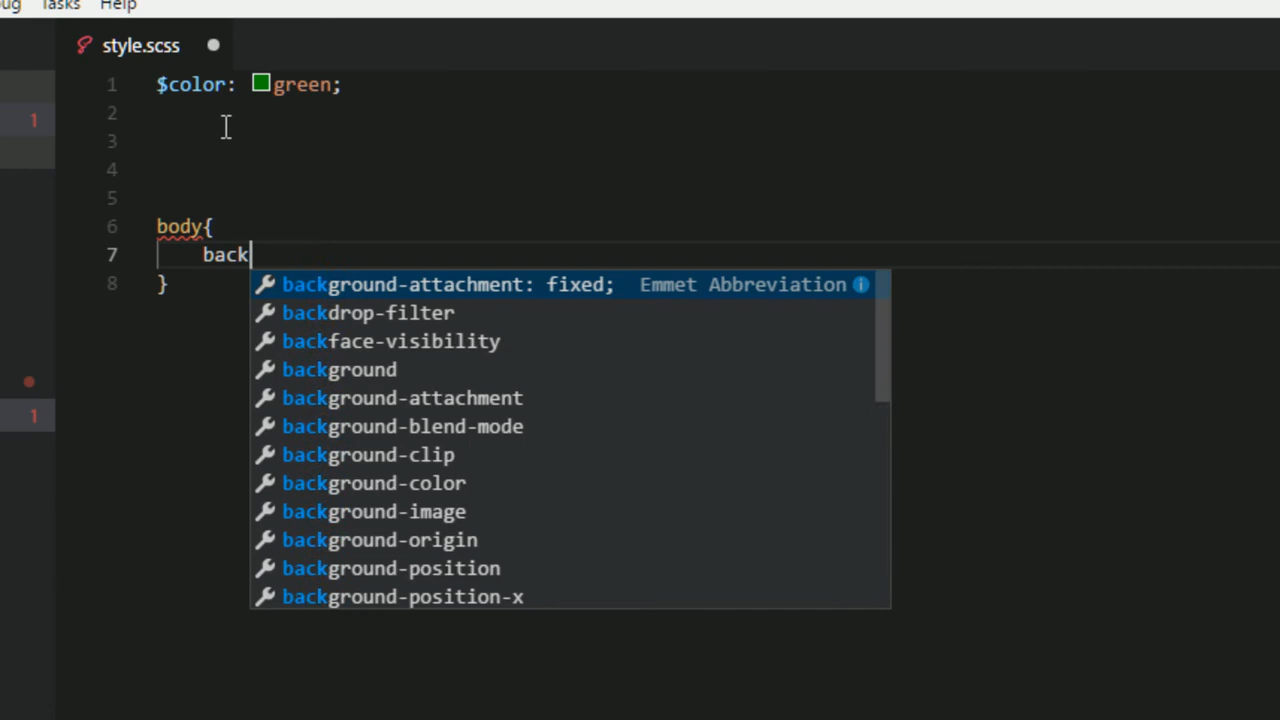 Tasks Help
style.scss
1 $color: green;
2
1
3
4
5
6 body{
7 back
8 }
background-attachment: fixed; Emmet Abbreviation
backdrop-filter
backface-visibility
background
background-attachment
1
background-blend-mode
background-clip
background-color
background-image
background-origin
background-position
background-position-x